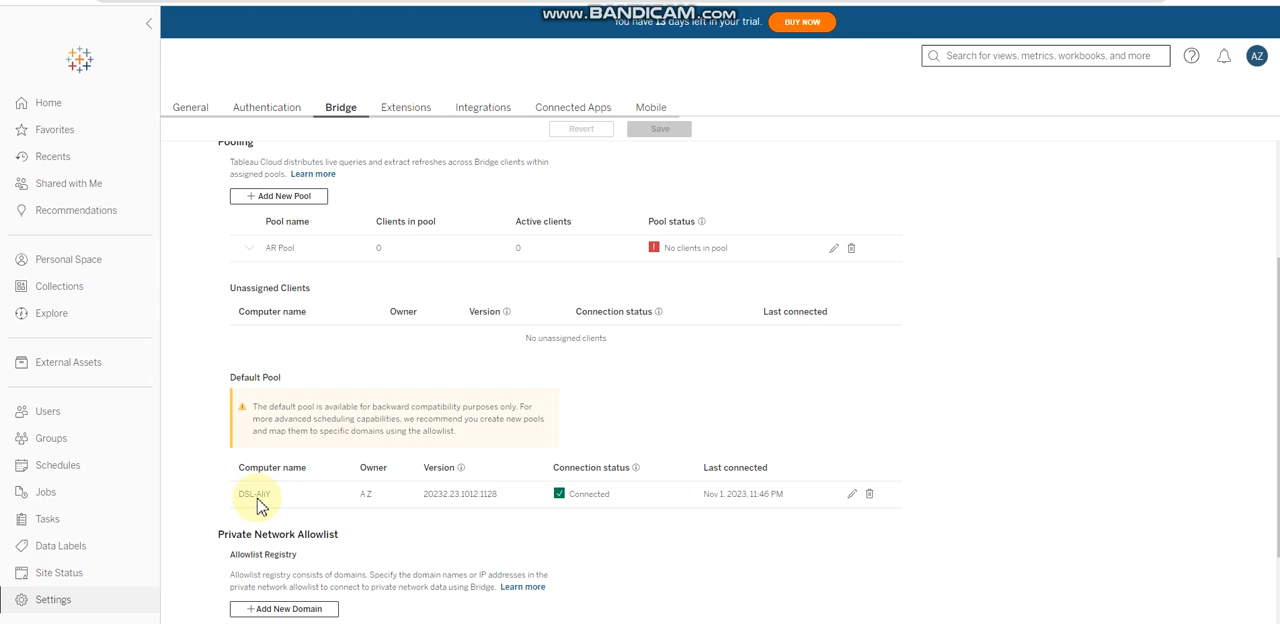 www.BANDICAM.com
You have 13 days left in your trial.
BUY NOW
Search for views, metrics, workbooks, and more
AZ
Home
Favorites
Recents
Shared with Me
Recommendations
Personal Space
Collections
Explore
External Assets
Users
Groups
Schedules
Jobs
Tasks
Data Labels
Site Status
Settings
General Authentication Bridge Extensions Integrations Connected Apps Mobile
Revert Save
Pooling
Tableau Cloud distributes live queries and extract refreshes across Bridge clients within
assigned pools. Learn more
+ Add New Pool
Pool name Clients in pool Active clients Pool status
AR Pool 0 0 No clients in pool
Unassigned Clients
Computer name Owner Version Connection status Last connected
No unassigned clients
Default Pool
The default pool is available for backward compatibility purposes only. For
more advanced scheduling capabilities, we recommend you create new pools
and map them to specific domains using the allowlist.
Computer name Owner Version Connection status Last connected
DSL-AliY A Z 20232.23.1012.1128 Connected Nov 1, 2023, 11:46 PM
Private Network Allowlist
Allowlist Registry
Allowlist registry consists of domains. Specify the domain names or IP addresses in the
private network allowlist to connect to private network data using Bridge. Learn more
+ Add New Domain